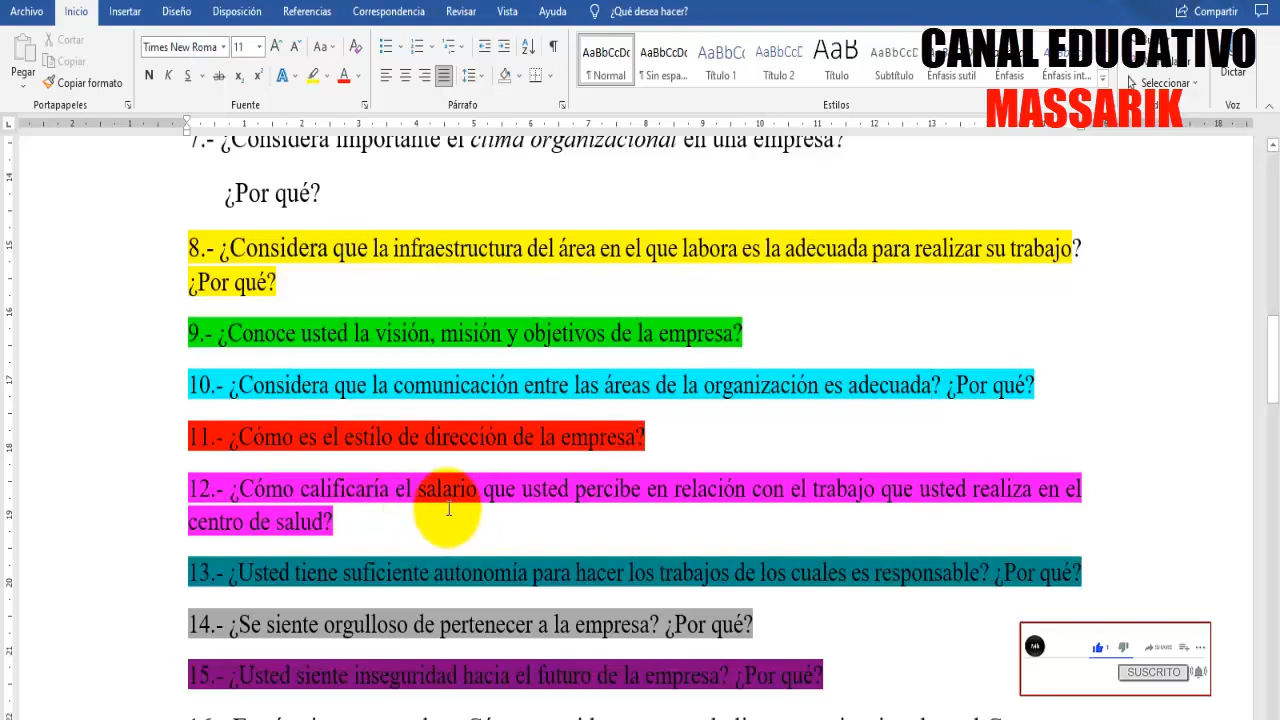 Archivo Inicio Insertar Diseño Disposición Referencias Correspondencia Revisar Vista Ayuda ¿Qué desea hacer? Compartir
CANAL EDUCATIVO
MASSARIK
Pegar
Cortar
Copiar
Copiar formato
Times New Roma 11
N K S
AaBbCcDc AaBbCcDc AaBbCc AaBbCcD AaB AaBbCcD
¶ Normal ¶ Sin espa... Título 1 Título 2 Título Subtítulo Énfasis sutil Énfasis Énfasis int...
Seleccionar
Dictar
Portapapeles Fuente Párrafo Estilos Voz
7.- ¿Considera importante el clima organizacional en una empresa?
¿Por qué?
8.- ¿Considera que la infraestructura del área en el que labora es la adecuada para realizar su trabajo?
¿Por qué?
9.- ¿Conoce usted la visión, misión y objetivos de la empresa?
10.- ¿Considera que la comunicación entre las áreas de la organización es adecuada? ¿Por qué?
11.- ¿Cómo es el estilo de dirección de la empresa?
12.- ¿Cómo calificaría el salario que usted percibe en relación con el trabajo que usted realiza en el
centro de salud?
13.- ¿Usted tiene suficiente autonomía para hacer los trabajos de los cuales es responsable? ¿Por qué?
14.- ¿Se siente orgulloso de pertenecer a la empresa? ¿Por qué?
15.- ¿Usted siente inseguridad hacia el futuro de la empresa? ¿Por qué?
Mk 1 SHARE
SUSCRITO